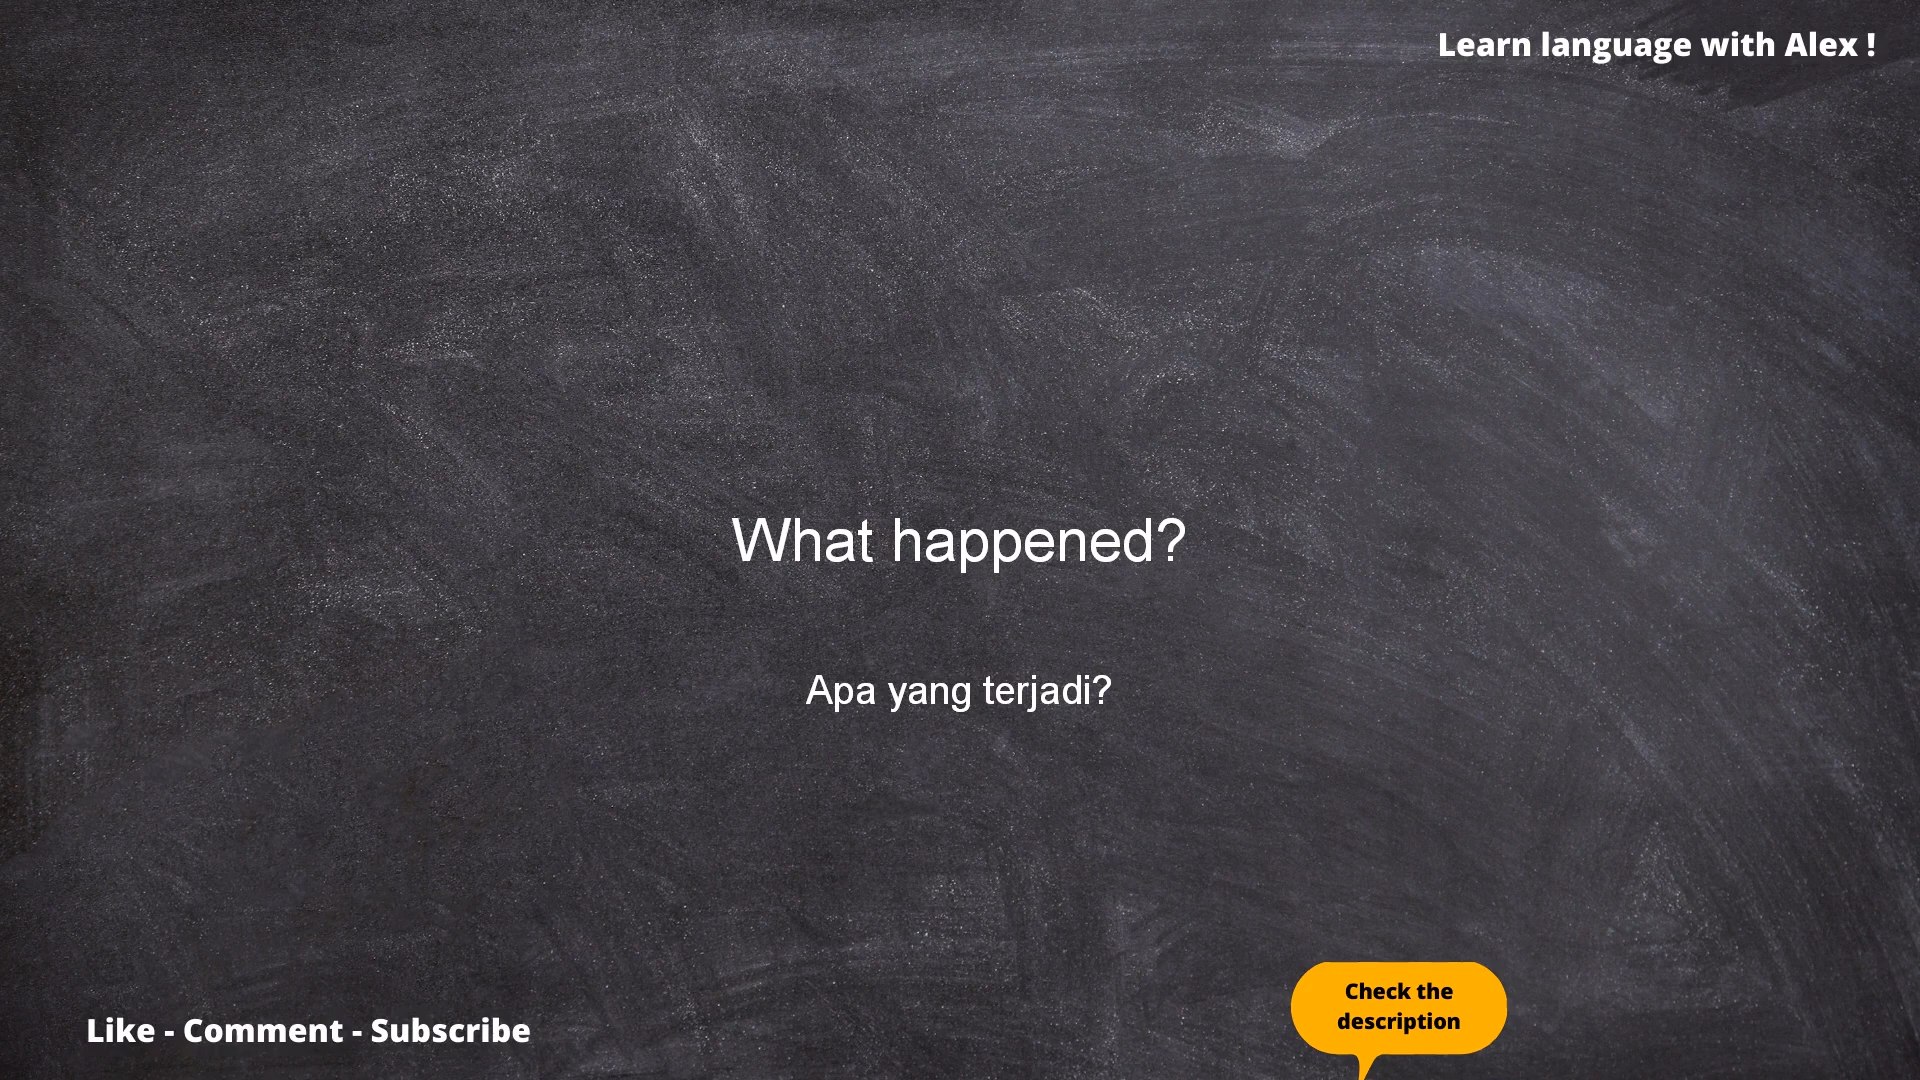 Learn language with Alex !
What happened?
Apa yang terjadi?
Check the
description
Like - Comment - Subscribe